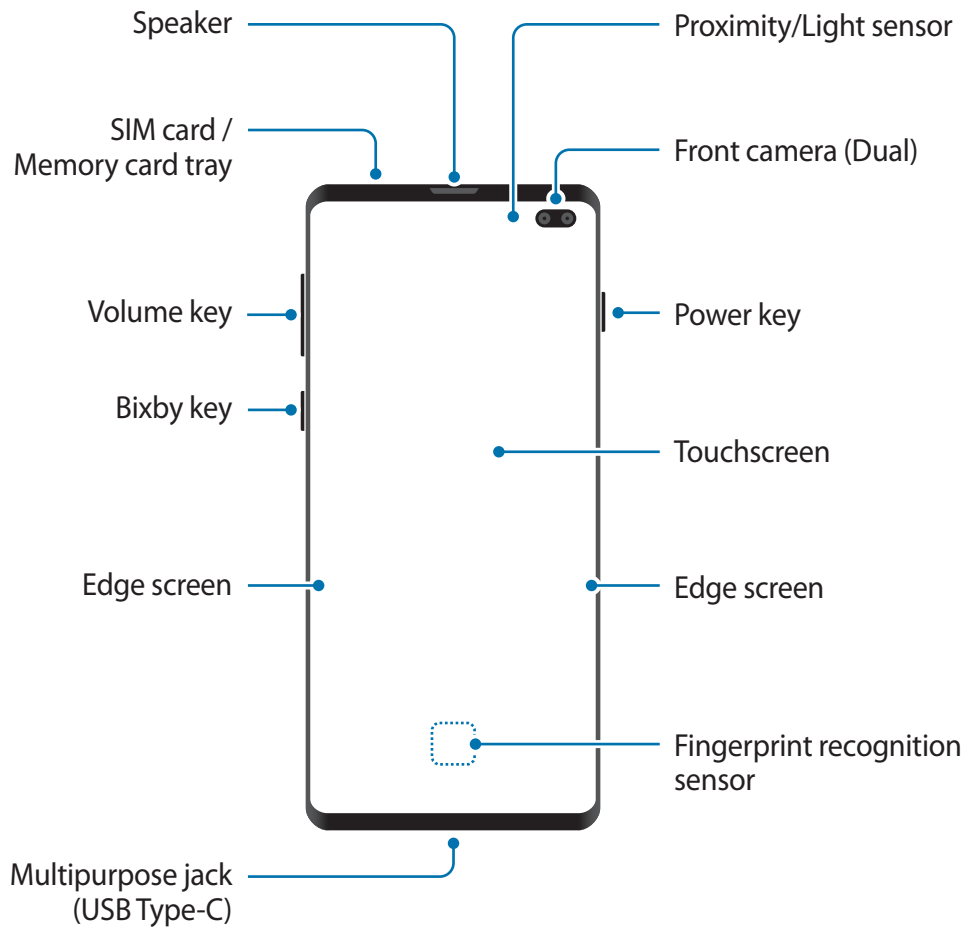 Speaker
SIM card /
Memory card tray
Volume key
Bixby key
Edge screen
Multipurpose jack
(USB Type-C)
Proximity/Light sensor
Front camera (Dual)
Power key
Touchscreen
Edge screen
Fingerprint recognition
sensor